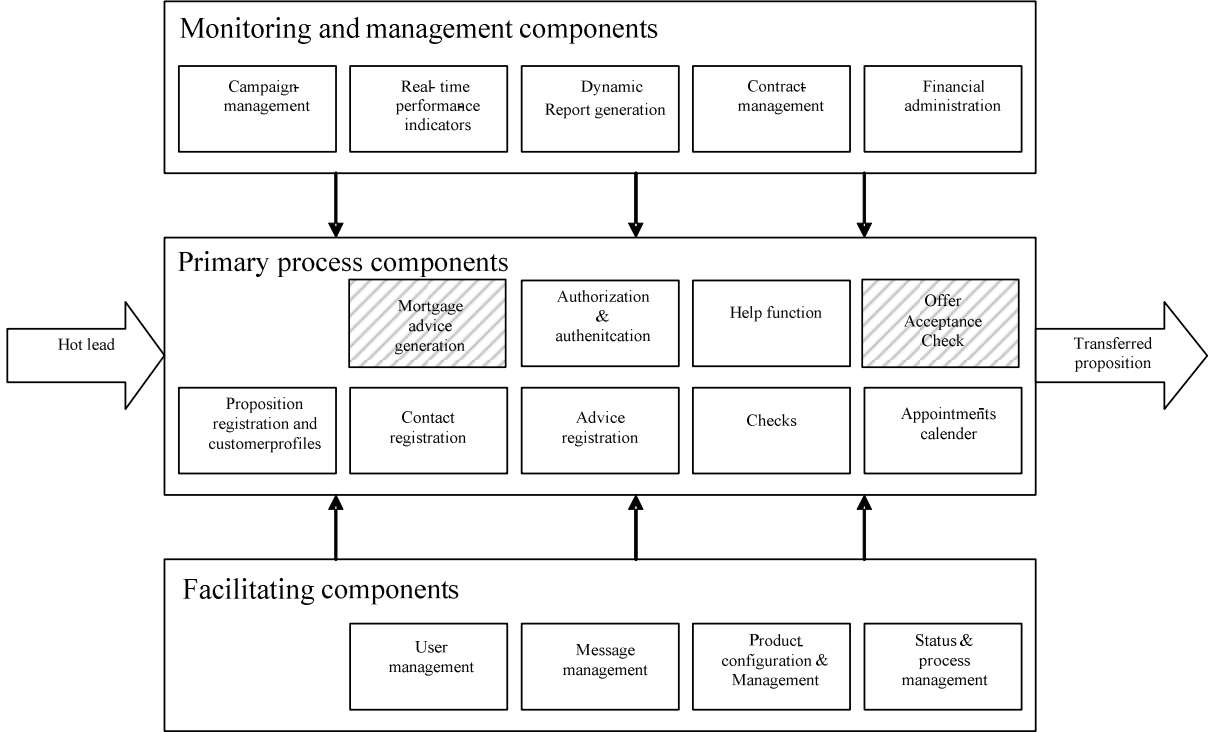 Monitoring and management components
Campaign-
management
Real- time
performance
indicators
Dynamic
Report generation
Contract-
management
Financial
administration
Primary process components
Mortgage
advice
generation
Authorization
&
authenitcation
Help function
Offer
Acceptance
Check
Hot lead
Transferred
proposition
Proposition
registration and
customerprofiles
Contact
registration
Advice
registration
Checks
Appointments
calender
Facilitating components
User
management
Message
management
Product
configuration &
Management
Status &
process
management